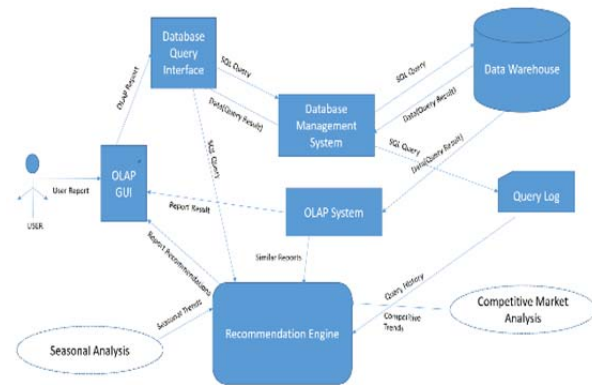 Database
Query
Interface
Data Warehouse
SQL Query
SQL Query
OLAP Report
Data(Query Result)
Data(Query Result)
Database
Management
System
SQL Query
Data(Query Result)
SQL Query
OLAP
GUI
User Report
USER
Report Result
OLAP System
Query Log
Similar Reports
Report Recommendations
Query History
Seasonal Trends
Recommendation Engine
Competitive
Trends
Competitive Market
Analysis
Seasonal Analysis